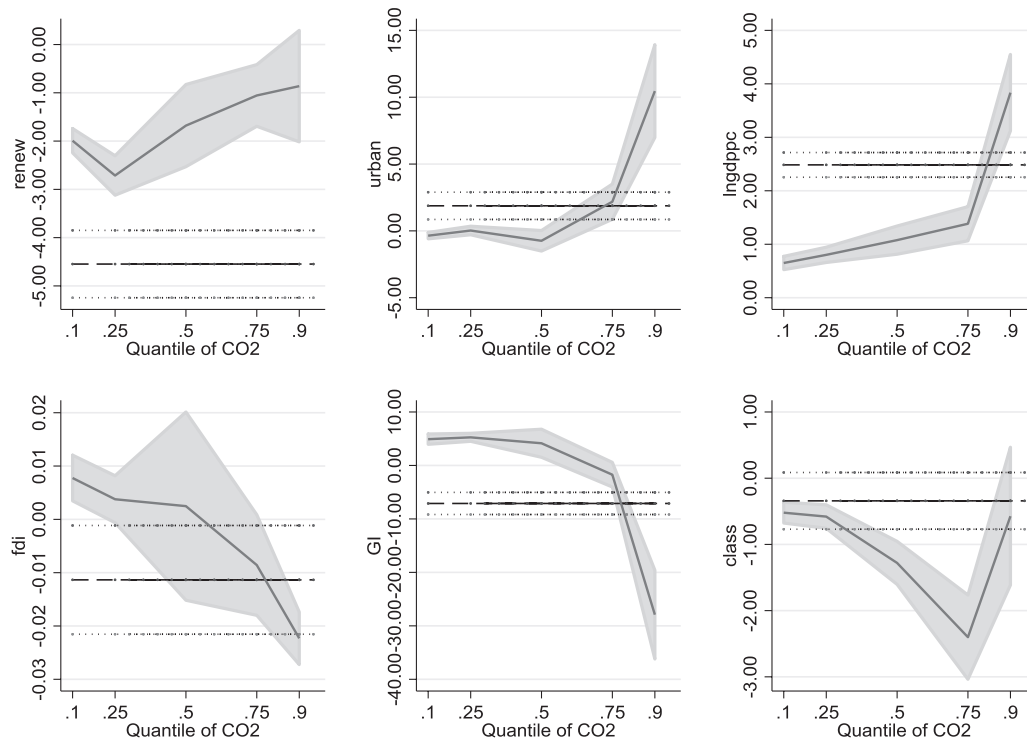 renew
0.00
-1.00
-2.00
-3.00
-4.00
-5.00
.1 .25 .5 .75 .9
Quantile of CO2
urban
15.00
10.00
5.00
0.00
-5.00
.1 .25 .5 .75 .9
Quantile of CO2
lngdppc
5.00
4.00
3.00
2.00
1.00
0.00
.1 .25 .5 .75 .9
Quantile of CO2
fdi
0.02
0.01
0.00
-0.01
-0.02
-0.03
.1 .25 .5 .75 .9
Quantile of CO2
GI
10.00
0.00
-10.00
-20.00
-30.00
-40.00
.1 .25 .5 .75 .9
Quantile of CO2
class
1.00
0.00
-1.00
-2.00
-3.00
.1 .25 .5 .75 .9
Quantile of CO2